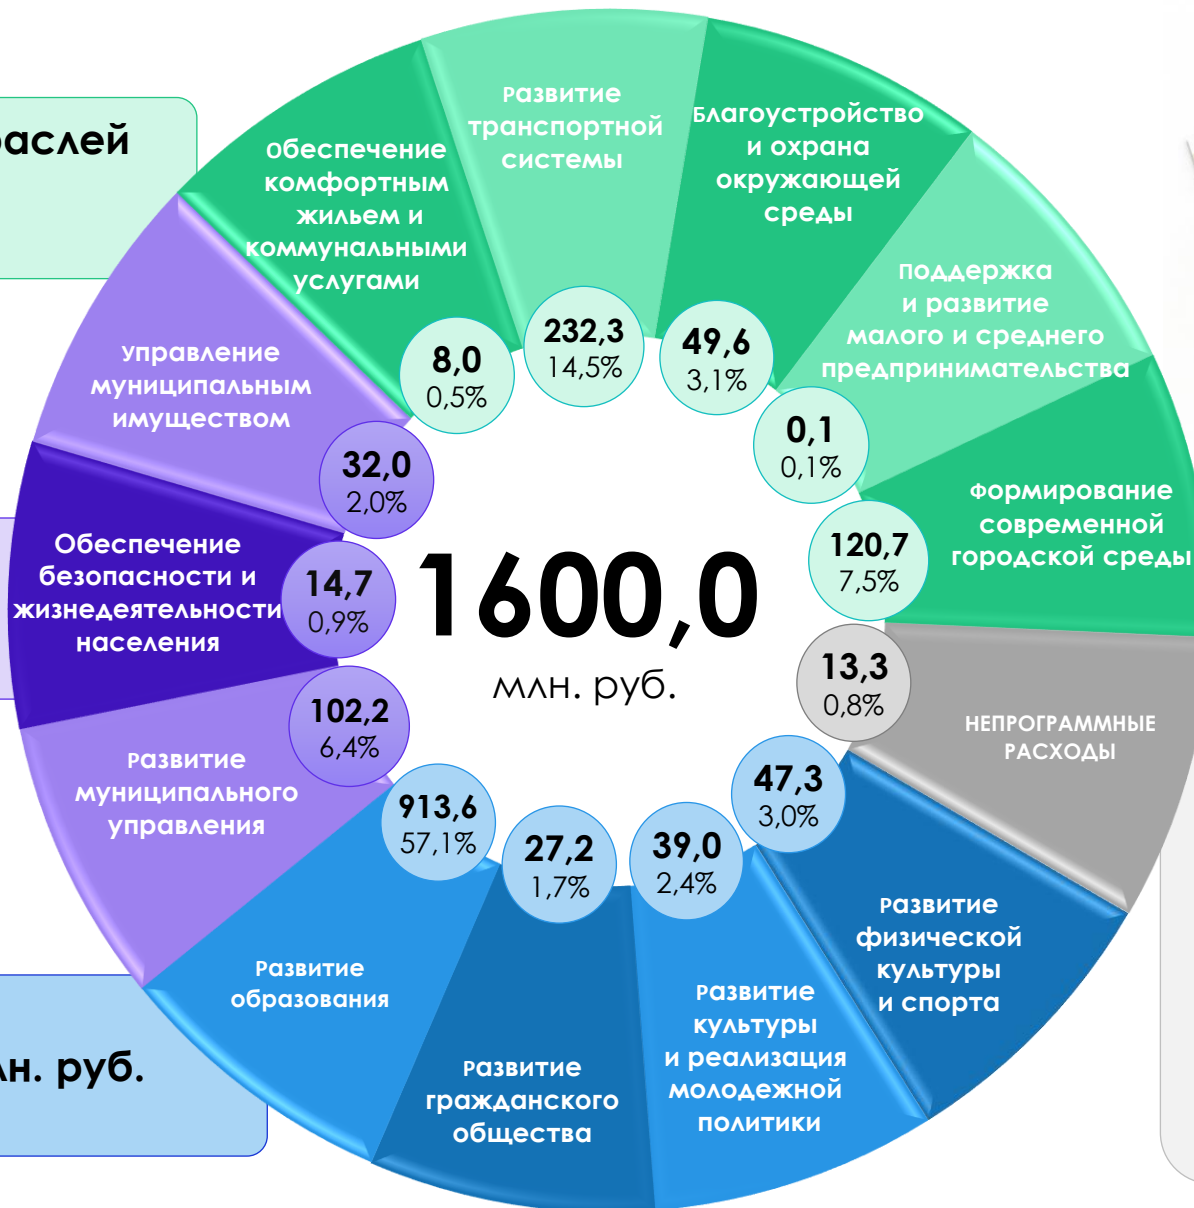 раслей
лн. руб.
Развитие
транспортной
системы
232,3
14,5%
Благоустройство
и охрана
окружающей
среды
49,6
3,1%
Поддержка
и развитие
малого и среднего
предпринимательства
0,1
0,1%
Формирование
современной
городской среды
120,7
7,5%
НЕПРОГРАММНЫЕ
РАСХОДЫ
13,3
0,8%
Развитие
физической
культуры
и спорта
47,3
3,0%
Развитие
культуры
и реализация
молодежной
политики
39,0
2,4%
Развитие
гражданского
общества
27,2
1,7%
Развитие
образования
913,6
57,1%
Развитие
муниципального
управления
102,2
6,4%
Обеспечение
безопасности и
жизнедеятельности
населения
14,7
0,9%
Управление
муниципальным
имуществом
32,0
2,0%
Обеспечение
комфортным
жильем и
коммунальными
услугами
8,0
0,5%
1600,0
млн. руб.